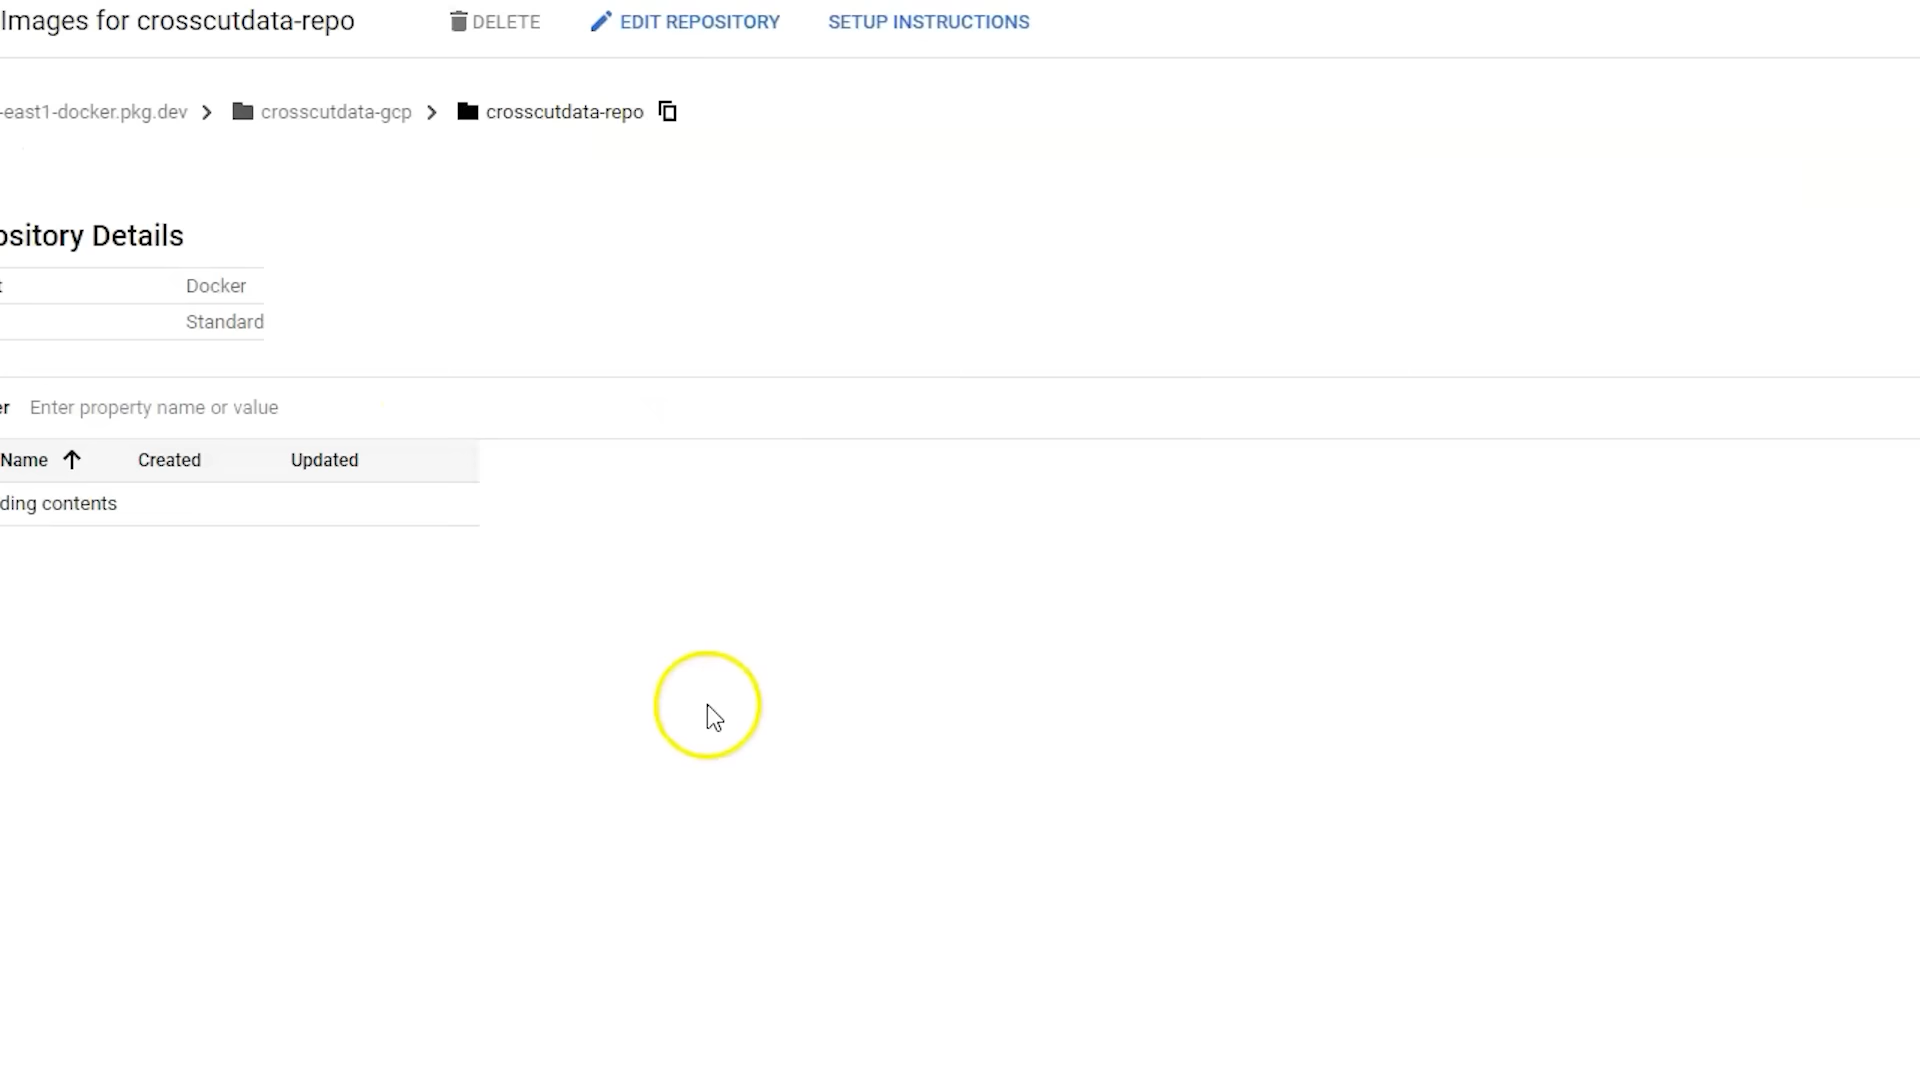 Images for crosscutdata-repo DELETE EDIT REPOSITORY SETUP INSTRUCTIONS
-east1-docker.pkg.dev crosscutdata-gcp crosscutdata-repo
ository Details
t Docker
Standard
er Enter property name or value
Name Created Updated
ding contents